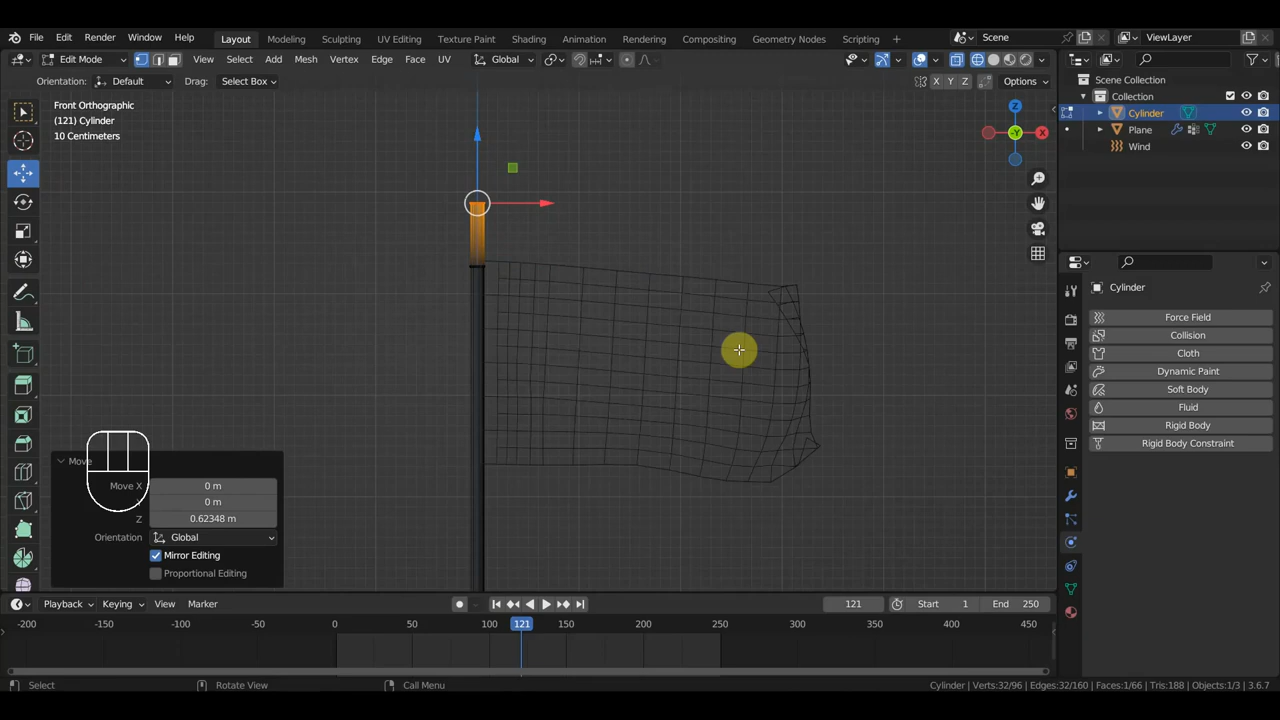 File Edit Render Window Help Layout Modeling Sculpting UV Editing Texture Paint Shading Animation Rendering Compositing Geometry Nodes Scripting Scene ViewLayer
Edit Mode View Select Add Mesh Vertex Edge Face UV Global
Orientation: Default Drag: Select Box X Y Z Options
Scene Collection
Collection
Cylinder
Plane
Wind
Front Orthographic
(121) Cylinder
10 Centimeters
Z
-Y
X
Cylinder
Force Field
Collision
Cloth
Dynamic Paint
Soft Body
Fluid
Rigid Body
Rigid Body Constraint
Move
Move X 0 m
0 m
Z 0.62348 m
Orientation Global
Mirror Editing
Proportional Editing
Playback Keying View Marker 121 Start 1 End 250
-200 -150 -100 -50 0 50 100 121 150 200 250 300 350 400 450
Select Rotate View Call Menu Cylinder | Verts:32/96 | Edges:32/160 | Faces:1/66 | Tris:188 | Objects:1/3 | 3.6.7